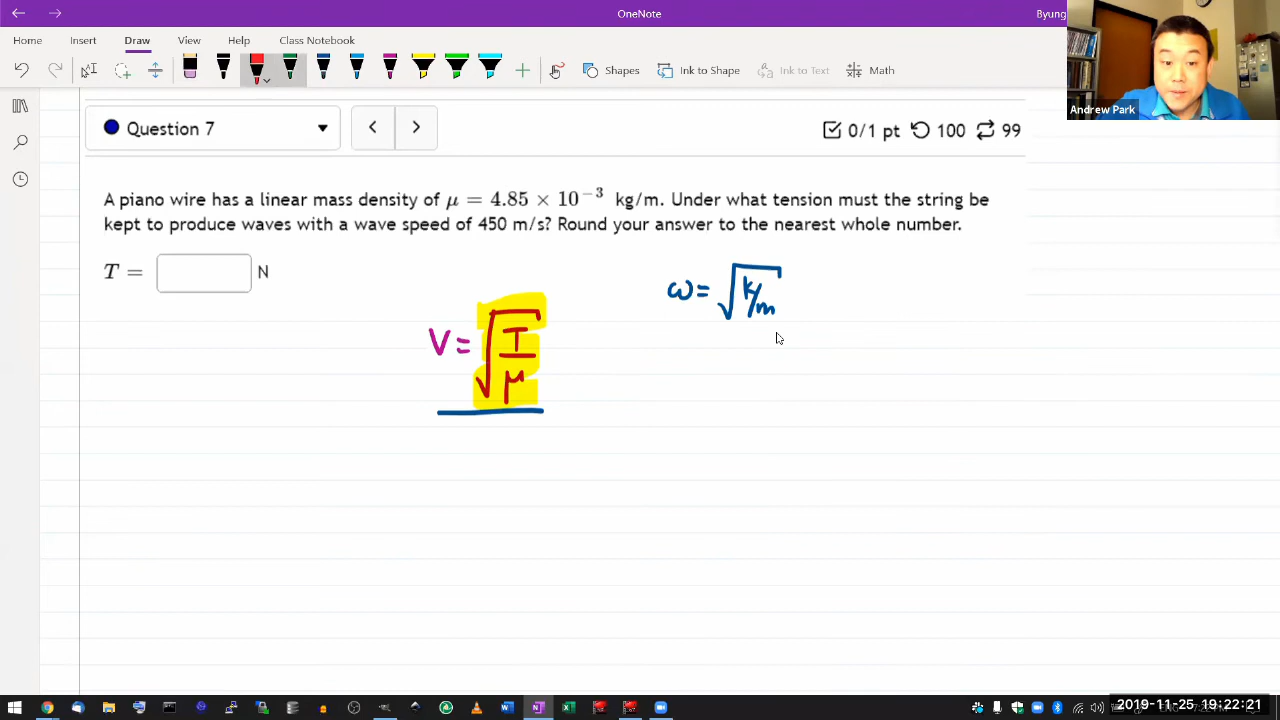 OneNote
Byung
Home Insert Draw View Help Class Notebook
Shapes Ink to Shape Ink to Text Math
Andrew Park
Question 7
0/1 pt 100 99
A piano wire has a linear mass density of μ = 4.85 × 10⁻³ kg/m. Under what tension must the string be
kept to produce waves with a wave speed of 450 m/s? Round your answer to the nearest whole number.
T = N
ω = √k/m
V = √T/μ
2019-11-25 19:22:21